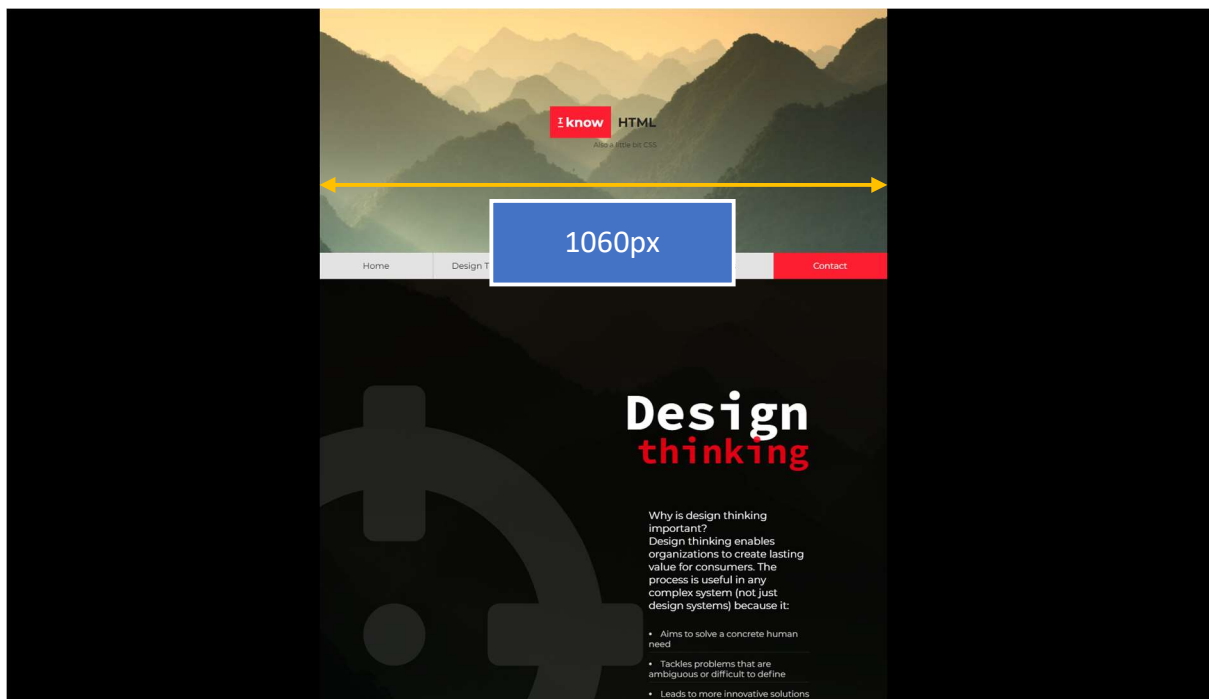 I know HTML
Also a little bit CSS
1060px
Home Design T Contact
Design
thinking
Why is design thinking
important?
Design thinking enables
organizations to create lasting
value for consumers. The
process is useful in any
complex system (not just
design systems) because it:
• Aims to solve a concrete human
need
• Tackles problems that are
ambiguous or difficult to define
• Leads to more innovative solutions